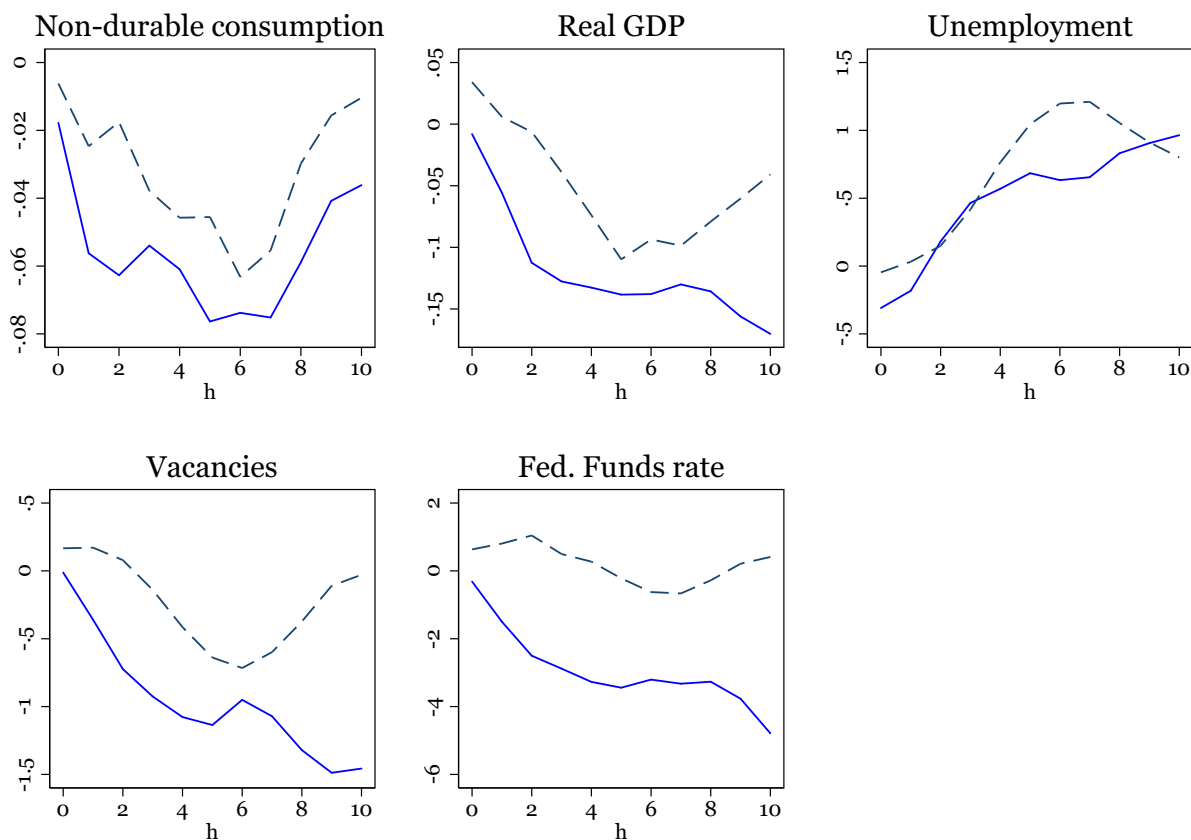 Non-durable consumption
0
-.02
-.04
-.06
-.08
0 2 4 6 8 10
h
Real GDP
.05
0
-.05
-.1
-.15
0 2 4 6 8 10
h
Unemployment
1.5
1
.5
0
-.5
0 2 4 6 8 10
h
Vacancies
.5
0
-.5
-1
-1.5
0 2 4 6 8 10
h
Fed. Funds rate
2
0
-2
-4
-6
0 2 4 6 8 10
h